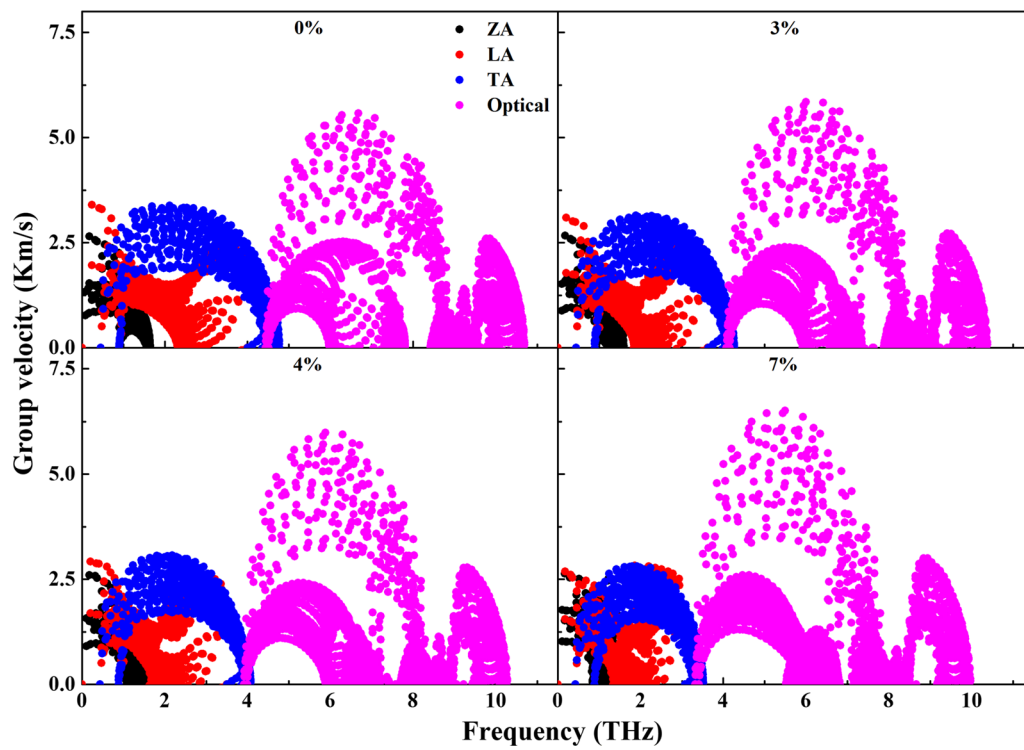 0%
ZA
LA
TA
Optical
3%
7.5
5.0
2.5
0.0
4%
7%
7.5
5.0
2.5
0.0
0 2 4 6 8 10 0 2 4 6 8 10
Group velocity (Km/s)
Frequency (THz)